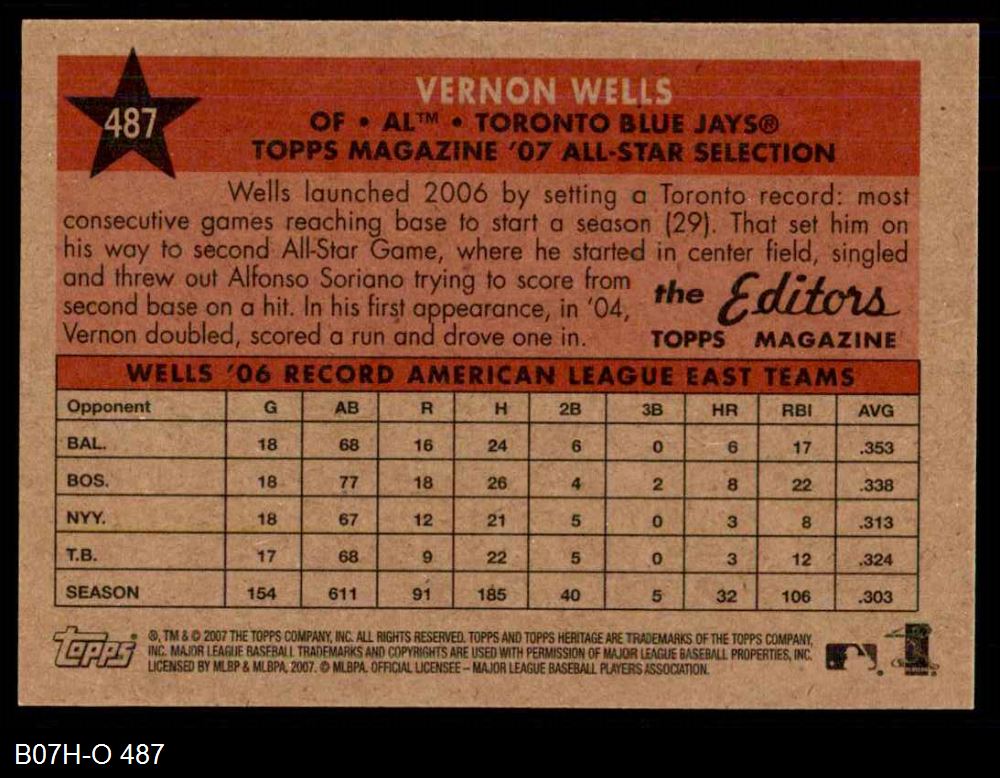 487
VERNON WELLS
OF • AL™ • TORONTO BLUE JAYS®
TOPPS MAGAZINE '07 ALL-STAR SELECTION
Wells launched 2006 by setting a Toronto record: most
consecutive games reaching base to start a season (29). That set him on
his way to second All-Star Game, where he started in center field, singled
and threw out Alfonso Soriano trying to score from
second base on a hit. In his first appearance, in '04,
Vernon doubled, scored a run and drove one in.
the Editors
TOPPS MAGAZINE
WELLS '06 RECORD AMERICAN LEAGUE EAST TEAMS
Opponent G AB R H 2B 3B HR RBI AVG
BAL. 18 68 16 24 6 0 6 17 .353
BOS. 18 77 18 26 4 2 8 22 .338
NYY. 18 67 12 21 5 0 3 8 .313
T.B. 17 68 9 22 5 0 3 12 .324
SEASON 154 611 91 185 40 5 32 106 .303
Topps
®, TM & © 2007 THE TOPPS COMPANY, INC. ALL RIGHTS RESERVED. TOPPS AND TOPPS HERITAGE ARE TRADEMARKS OF THE TOPPS COMPANY,
INC. MAJOR LEAGUE BASEBALL TRADEMARKS AND COPYRIGHTS ARE USED WITH PERMISSION OF MAJOR LEAGUE BASEBALL PROPERTIES, INC.
LICENSED BY MLBP & MLBPA, 2007. © MLBPA. OFFICIAL LICENSEE – MAJOR LEAGUE BASEBALL PLAYERS ASSOCIATION.
B07H-O 487